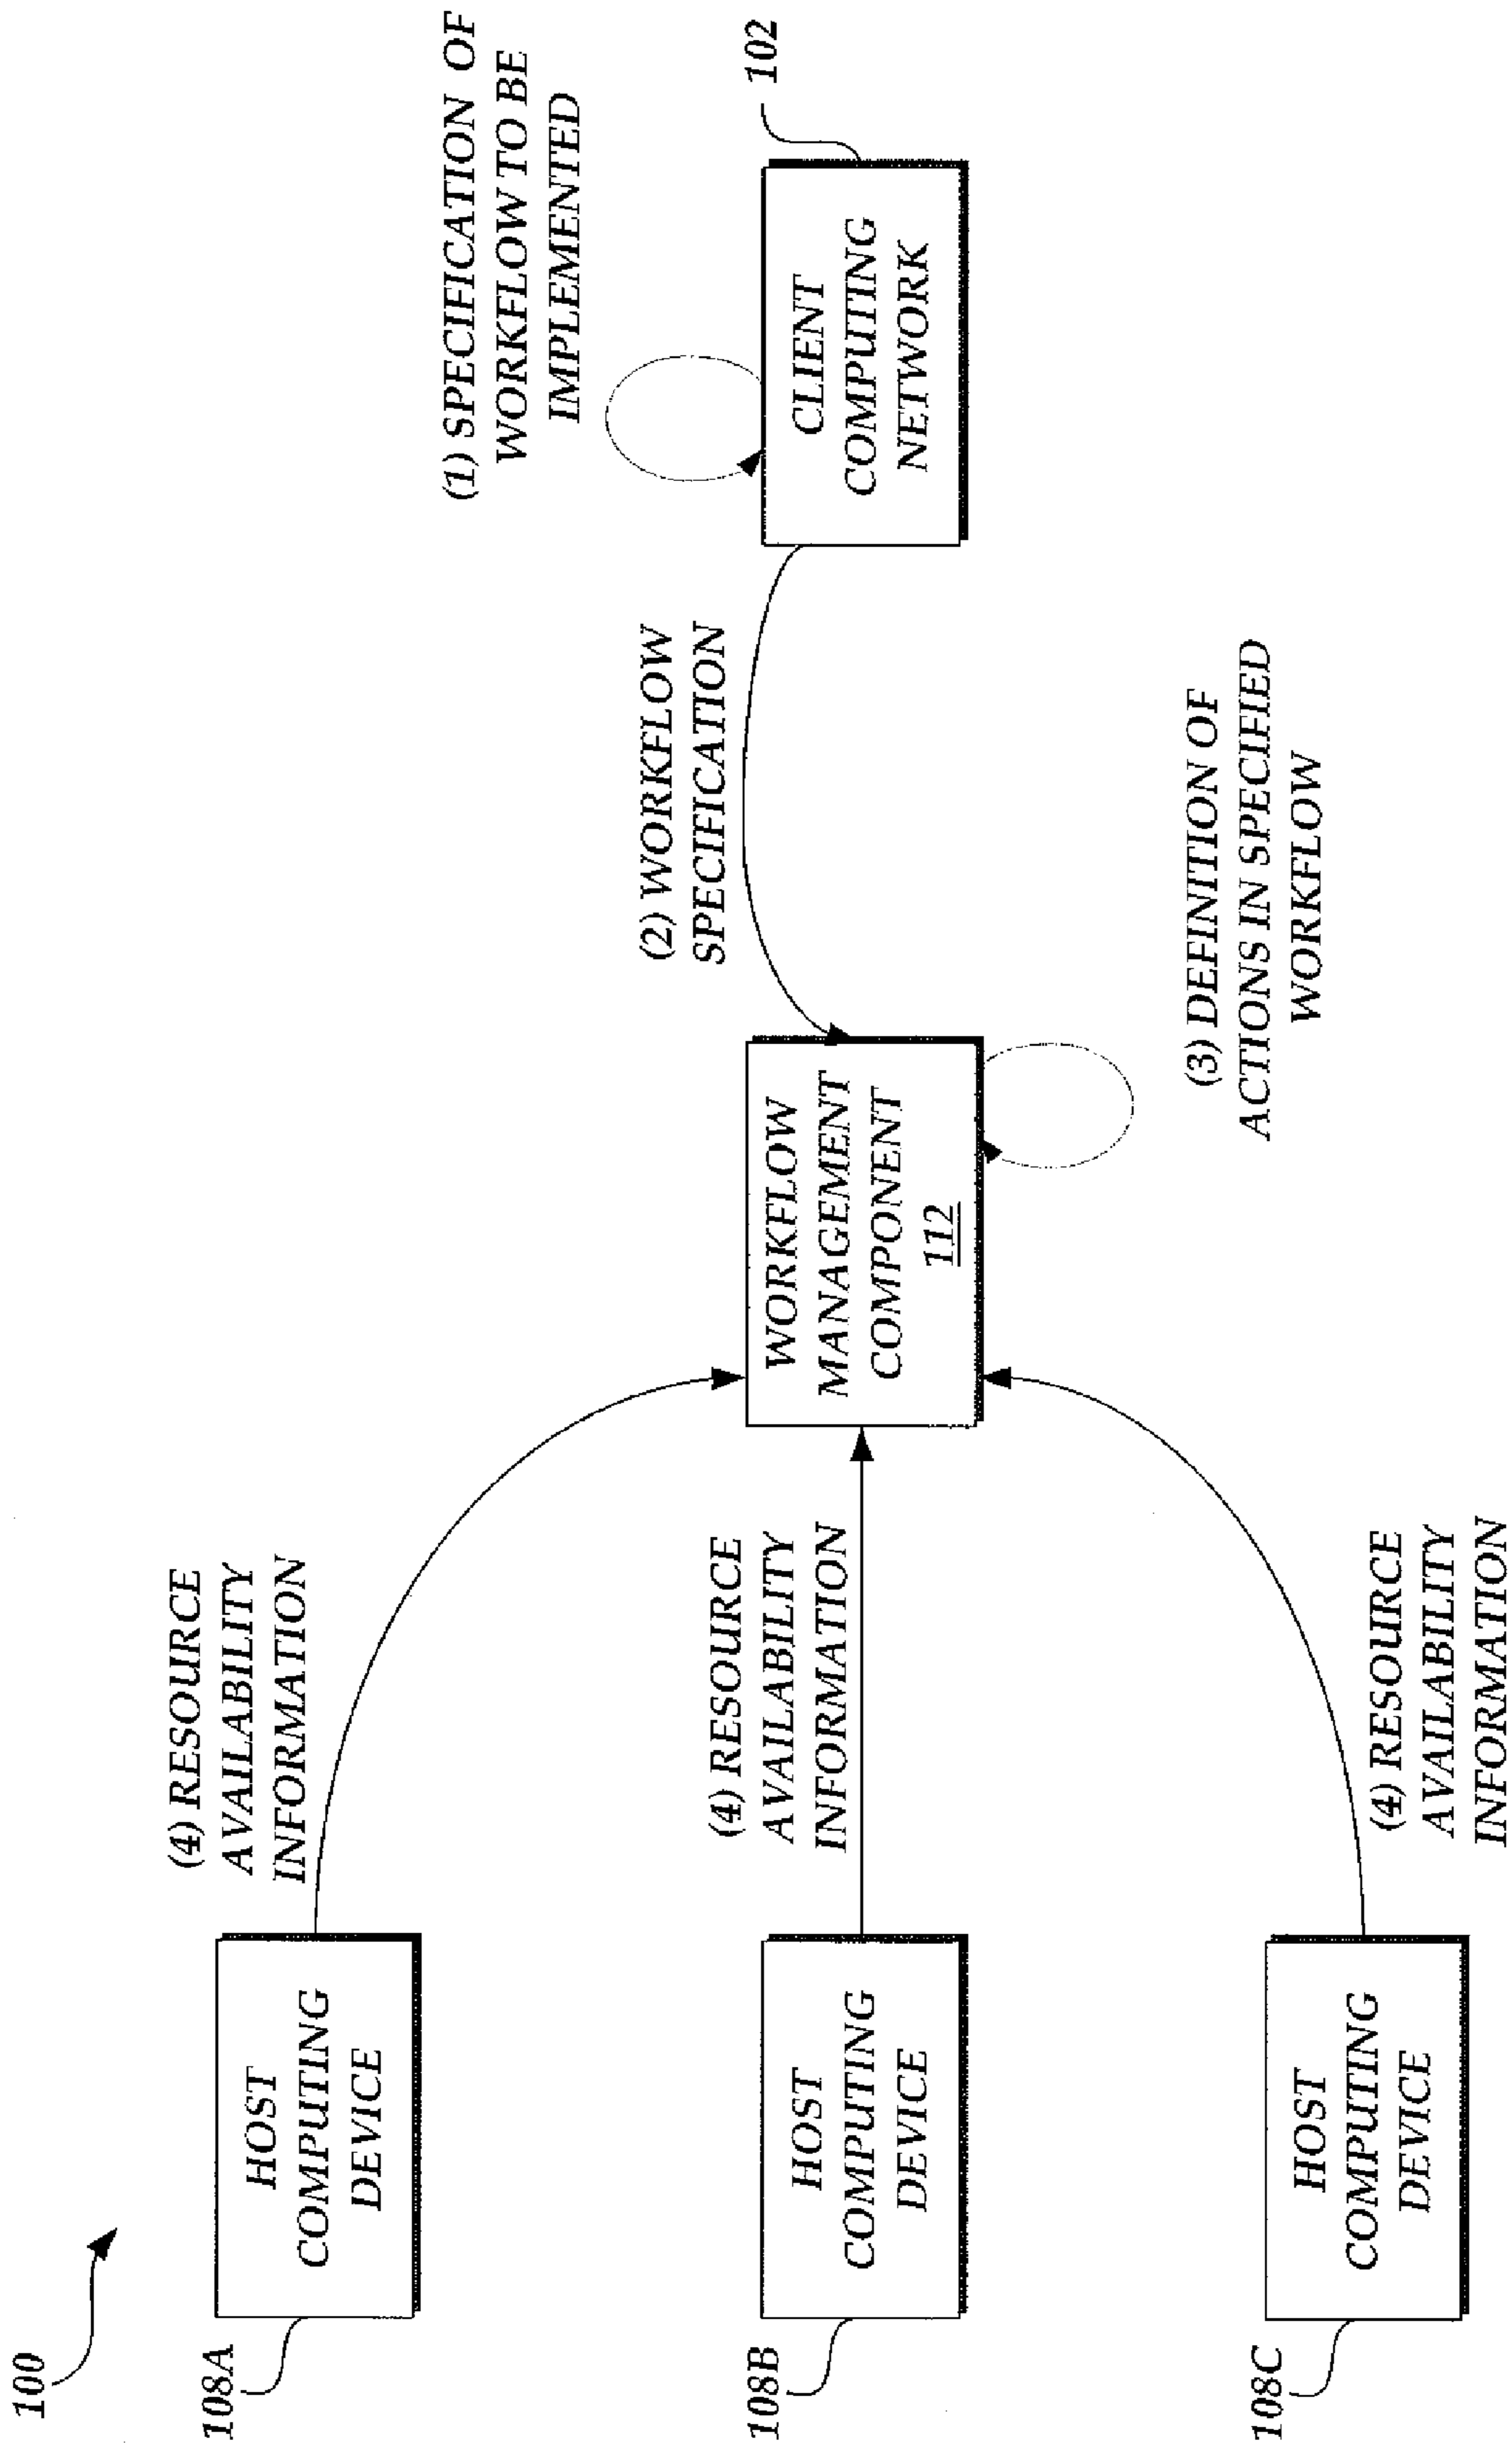 100
108A
HOST
COMPUTING
DEVICE
(4) RESOURCE
AVAILABILITY
INFORMATION
108B
HOST
COMPUTING
DEVICE
(4) RESOURCE
AVAILABILITY
INFORMATION
108C
HOST
COMPUTING
DEVICE
(4) RESOURCE
AVAILABILITY
INFORMATION
WORKFLOW
MANAGEMENT
COMPONENT
112
(2) WORKFLOW
SPECIFICATION
(3) DEFINITION OF
ACTIONS IN SPECIFIED
WORKFLOW
(1) SPECIFICATION OF
WORKFLOW TO BE
IMPLEMENTED
102
CLIENT
COMPUTING
NETWORK